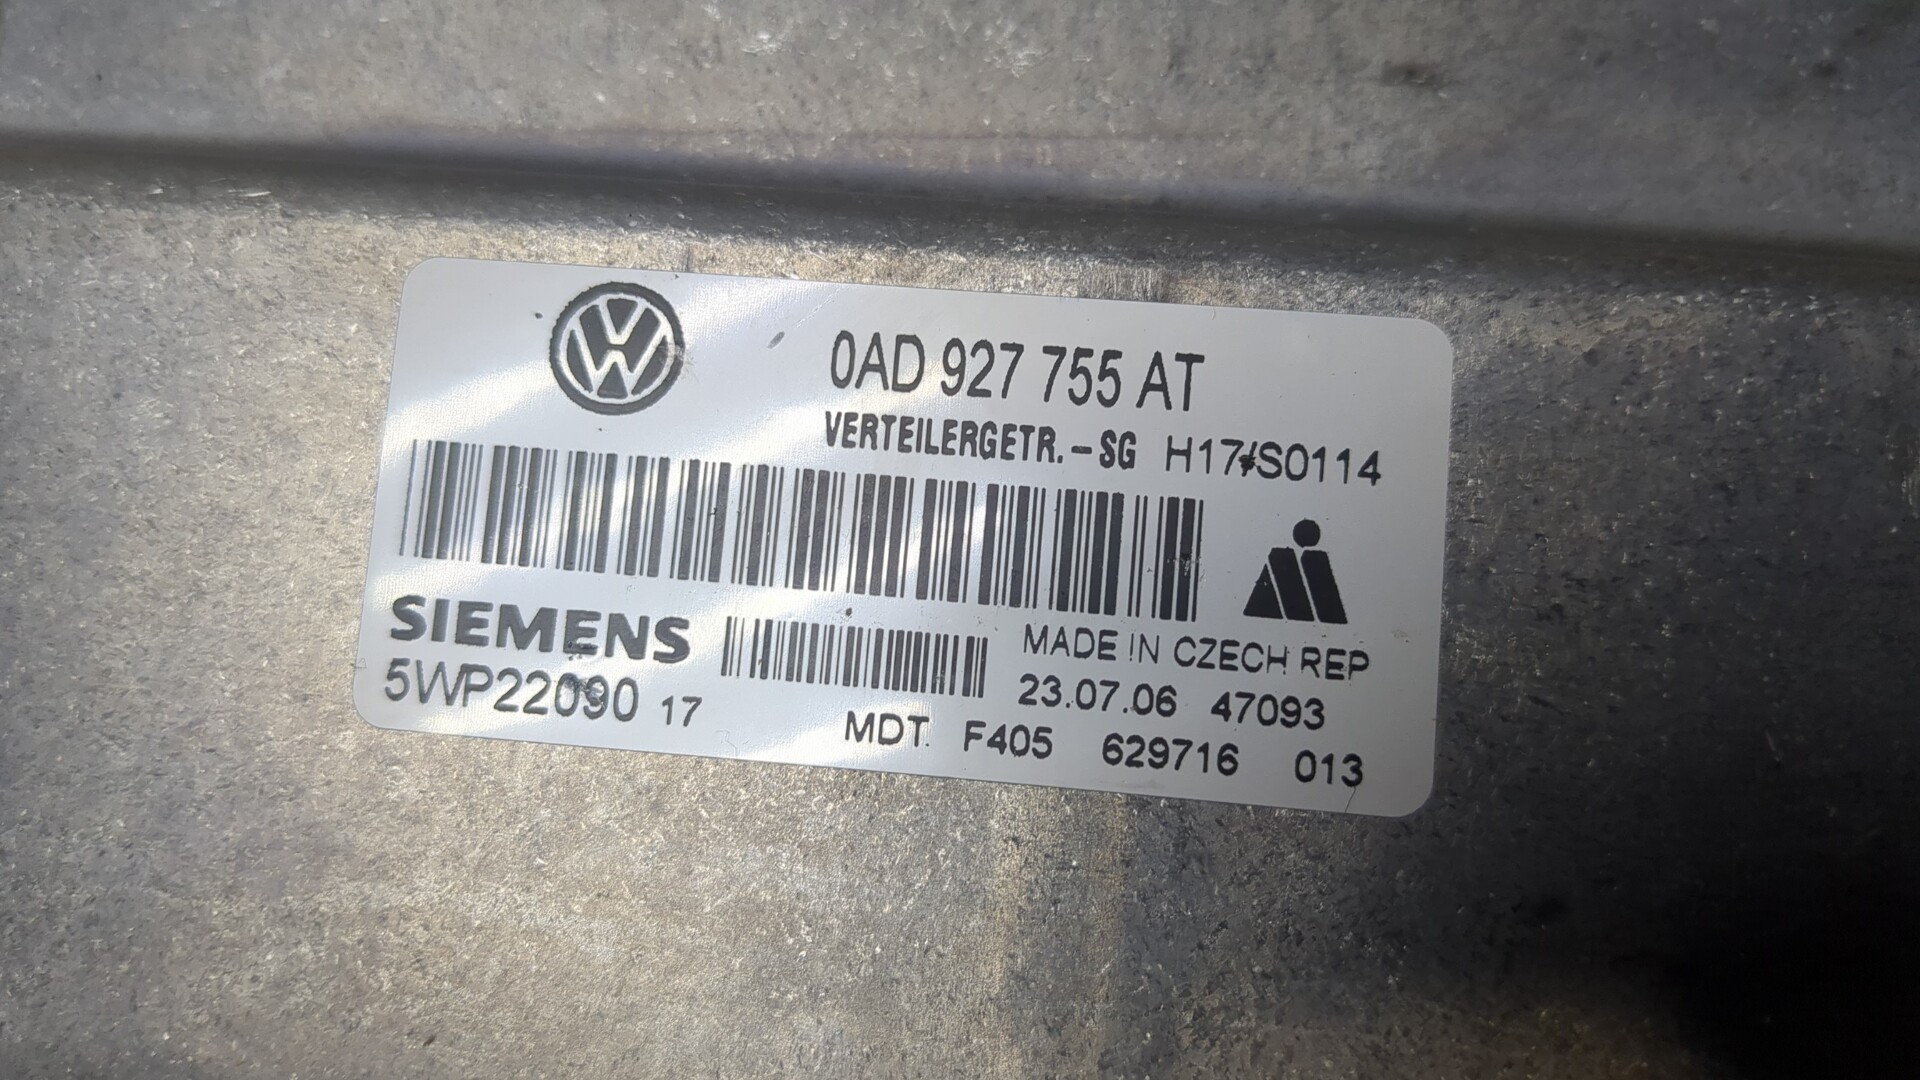 0AD 927 755 AT
VERTEILERGETR.-SG H17/S0114
SIEMENS
5WP22090 17
MADE IN CZECH REP
23.07.06 47093
MDT. F405 629716 013